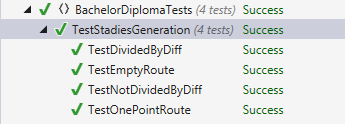 {} BachelorDiplomaTests (4 tests) Success
TestStadiesGeneration (4 tests) Success
TestDividedByDiff Success
TestEmptyRoute Success
TestNotDividedByDiff Success
TestOnePointRoute Success